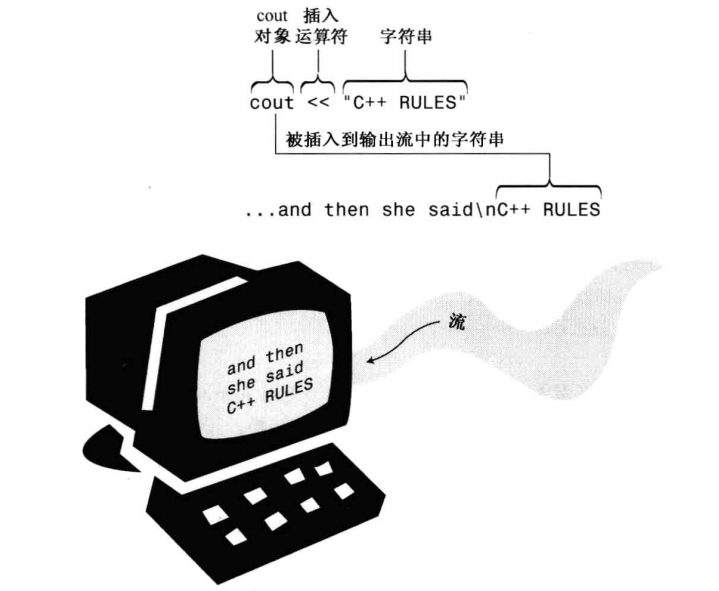 cout 插入
对象 运算符 字符串
cout << "C++ RULES"
被插入到输出流中的字符串
...and then she said\nC++ RULES
流
and then
she said
C++ RULES